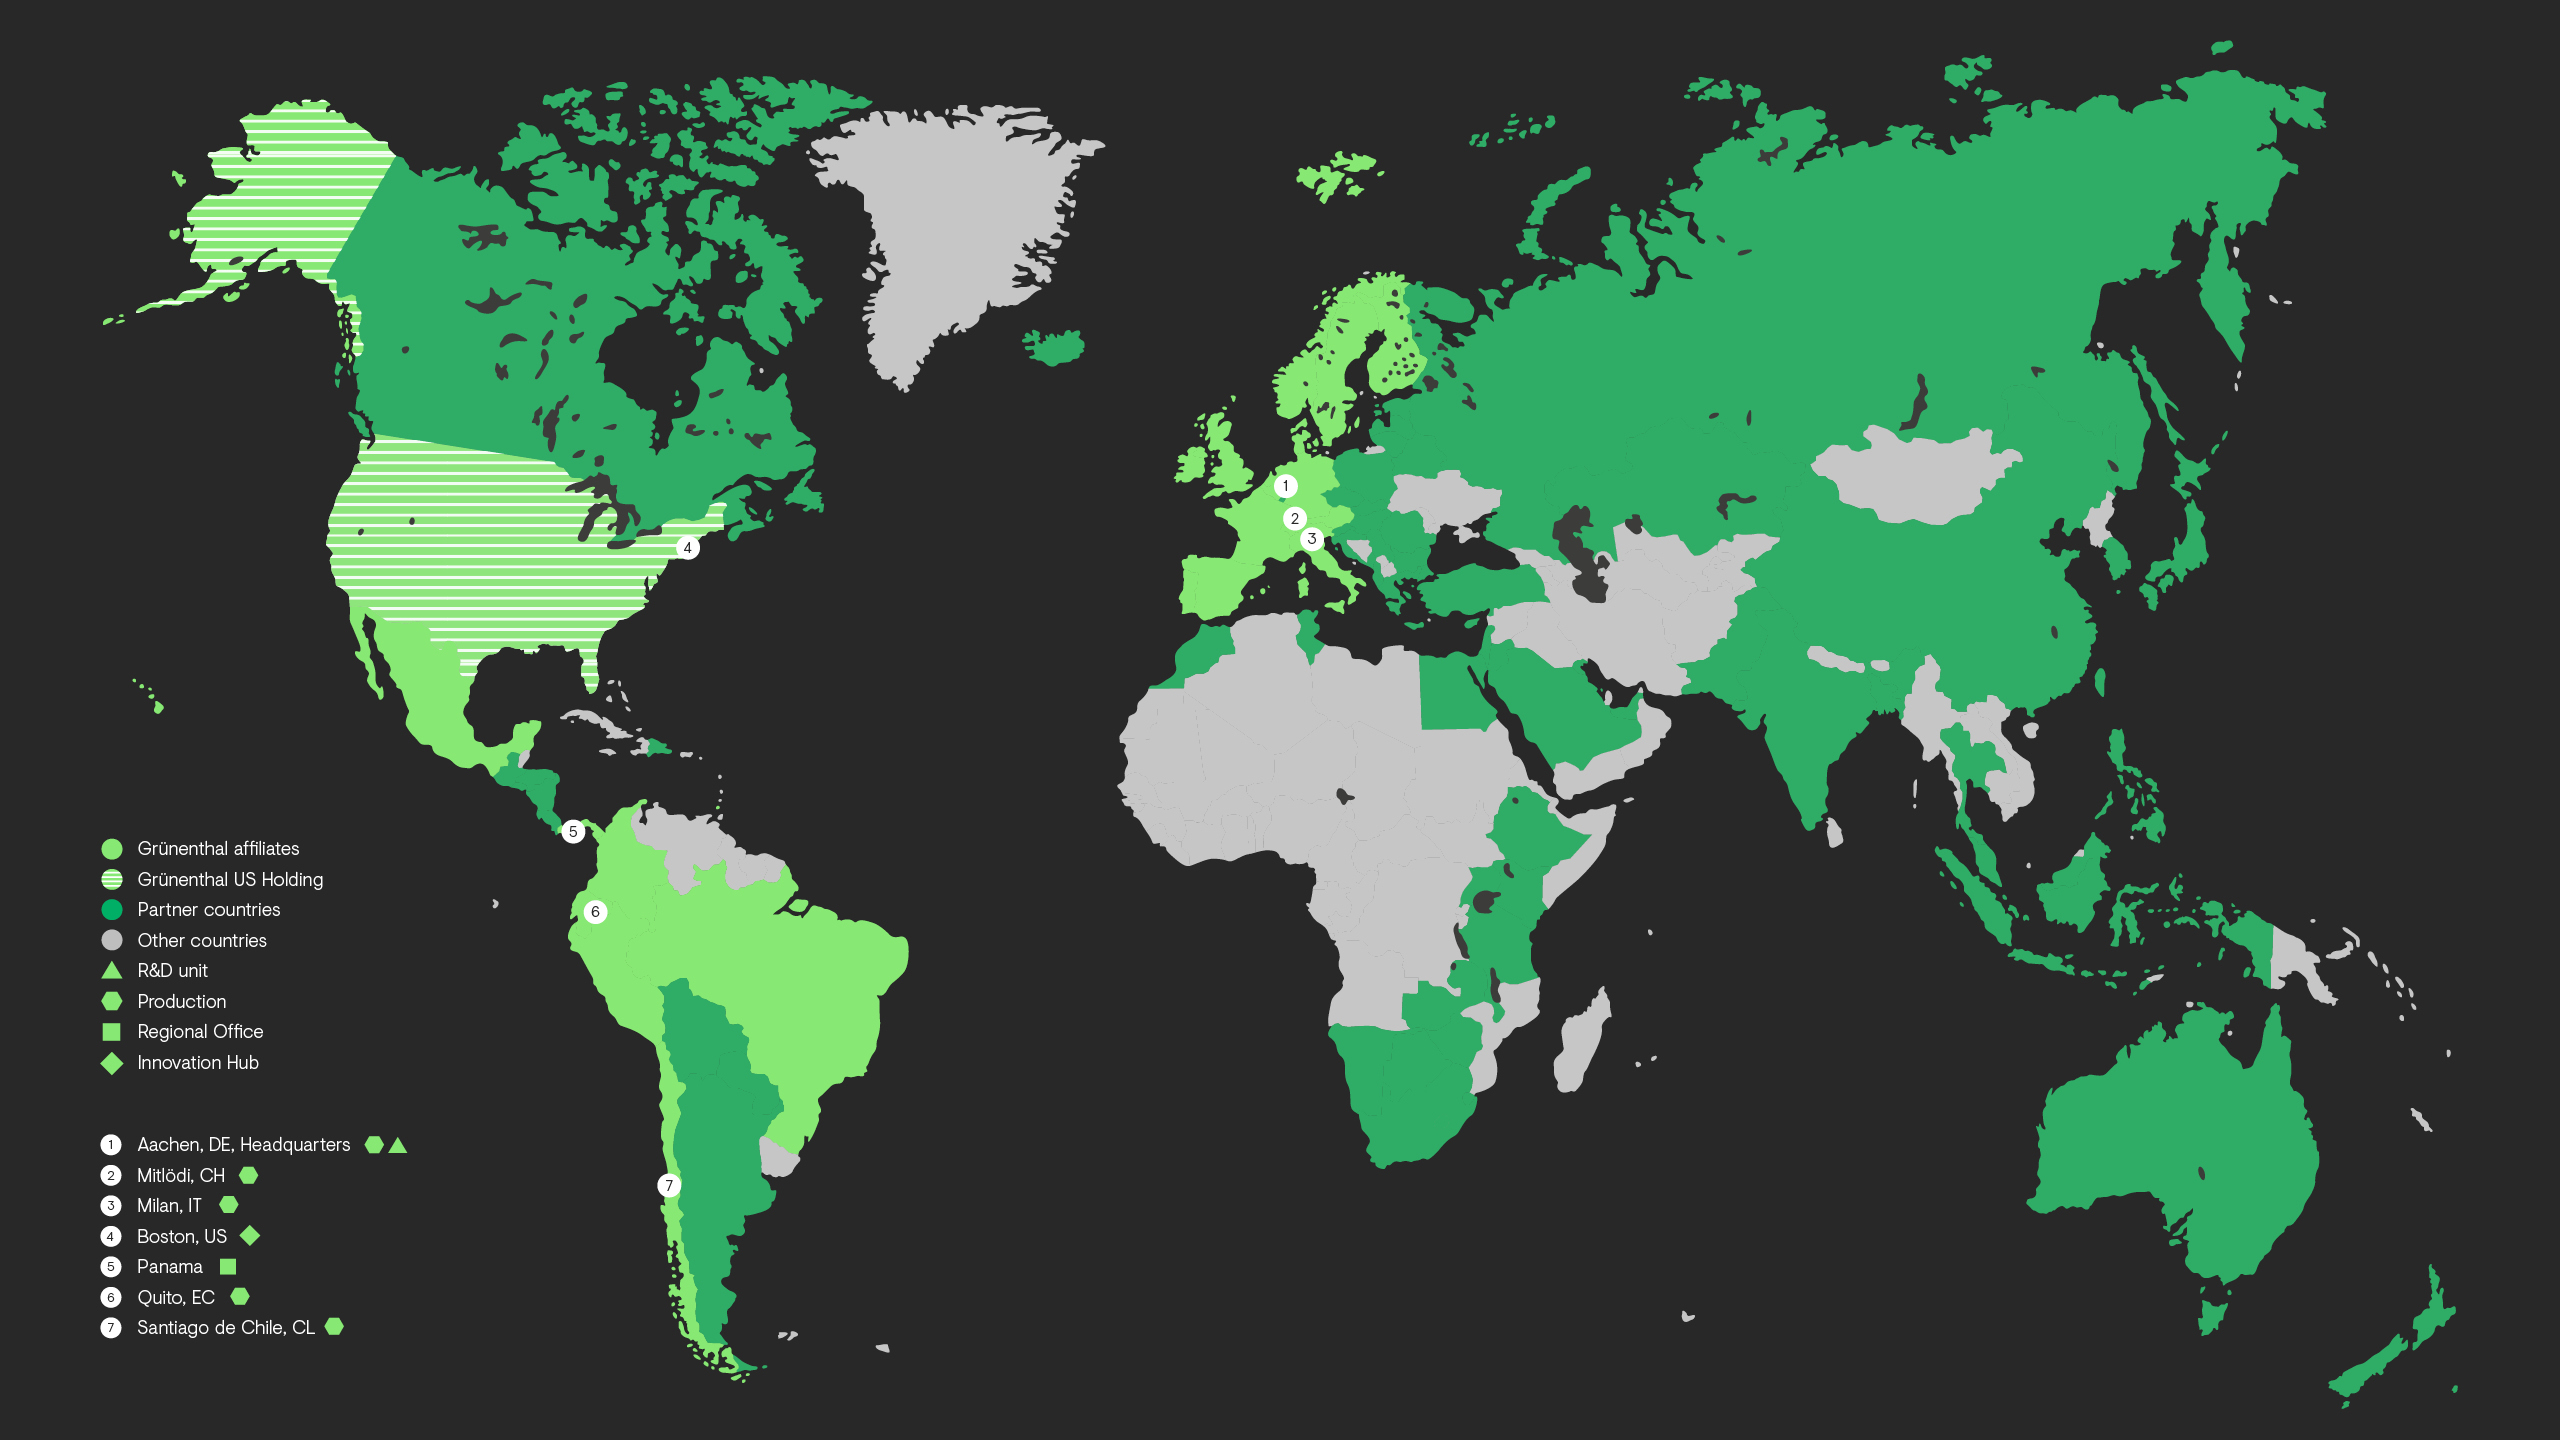 Grünenthal affiliates
Grünenthal US Holding
Partner countries
Other countries
R&D unit
Production
Regional Office
Innovation Hub
1 Aachen, DE, Headquarters
2 Mitlödi, CH
3 Milan, IT
4 Boston, US
5 Panama
6 Quito, EC
7 Santiago de Chile, CL
1
2
3
4
5
6
7